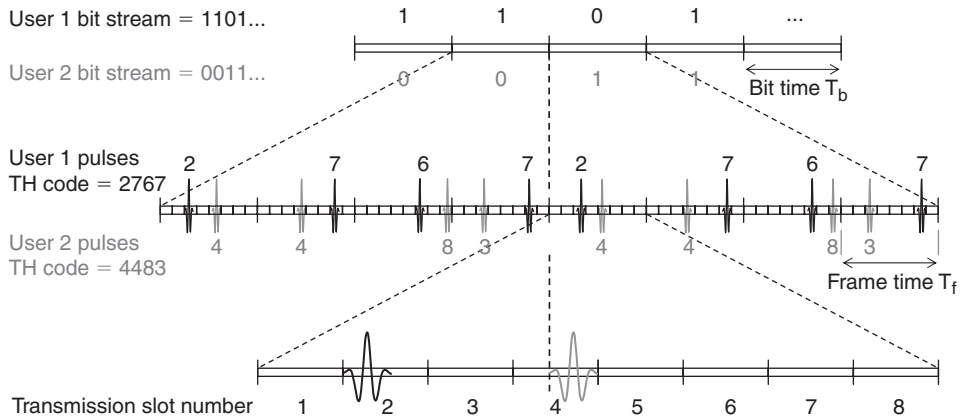 User 1 bit stream = 1101...
1 1 0 1 ...
User 2 bit stream = 0011...
0 0 1 1
Bit time Tb
User 1 pulses
TH code = 2767
2 7 6 7 2 7 6 7
User 2 pulses
TH code = 4483
4 4 8 3 4 4 8 3
Frame time Tf
Transmission slot number 1 2 3 4 5 6 7 8